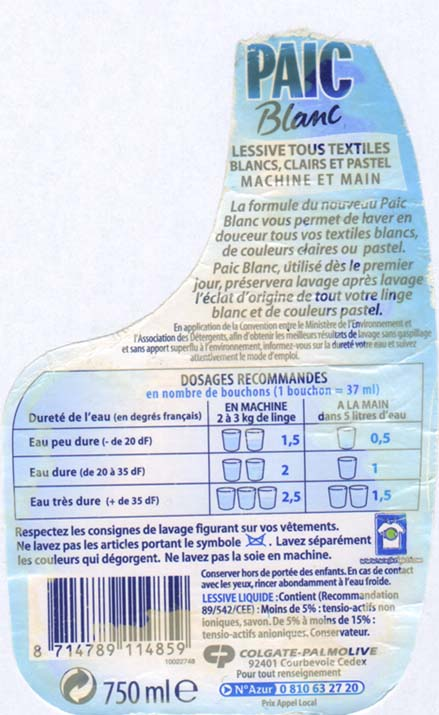 PAIC
Blanc
LESSIVE TOUS TEXTILES
BLANCS, CLAIRS ET PASTEL
MACHINE ET MAIN
La formule du nouveau Paic
Blanc vous permet de laver en
douceur tous vos textiles blancs,
de couleurs claires ou pastel.
Paic Blanc, utilisé dès le premier
jour, préservera lavage après lavage
l'éclat d'origine de tout votre linge
blanc et de couleurs pastel.
En application de la Convention entre le Ministère de l'Environnement et
l'Association des Détergents, afin d'obtenir les meilleurs résultats de lavage sans gaspillage
et sans apport superflu à l'environnement, informez-vous sur la dureté votre eau et suivez
attentivement le mode d'emploi.
DOSAGES RECOMMANDES
en nombre de bouchons (1 bouchon = 37 ml)
Dureté de l'eau (en degrés français)
EN MACHINE
2 à 3 kg de linge
A LA MAIN
dans 5 litres d'eau
Eau peu dure (- de 20 dF) 1,5 0,5
Eau dure (de 20 à 35 dF) 2 1
Eau très dure (+ de 35 dF) 2,5 1,5
Respectez les consignes de lavage figurant sur vos vêtements.
Ne lavez pas les articles portant le symbole . Lavez séparément
les couleurs qui dégorgent. Ne lavez pas la soie en machine.
Conserver hors de portée des enfants. En cas de contact
avec les yeux, rincer abondamment à l'eau froide.
LESSIVE LIQUIDE : Contient (Recommandation
89/542/CEE) : Moins de 5% : tensio-actifs non
ioniques, savon. De 5% à moins de 15% :
tensio-actifs anioniques. Conservateur.
8 714789 114859
10022748
COLGATE-PALMOLIVE
92401 Courbevoie Cedex
Pour tout renseignement
N°Azur 0 810 63 27 20
Prix Appel Local
750 ml e